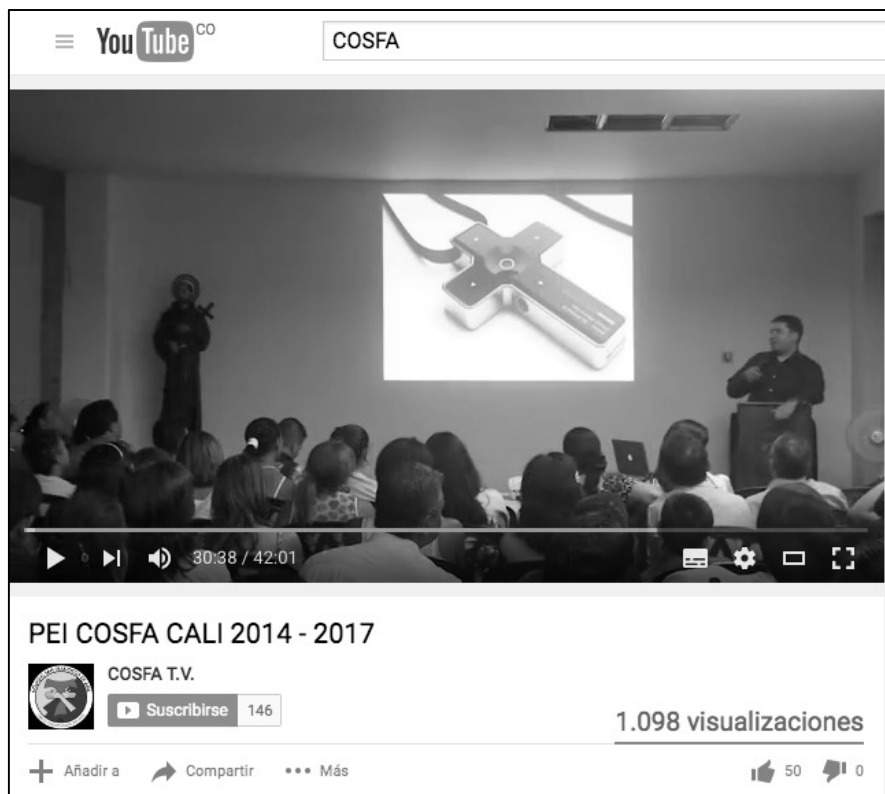 YouTube CO
COSFA
30:38 / 42:01
PEI COSFA CALI 2014 - 2017
COSFA T.V.
Suscribirse 146
1.098 visualizaciones
Añadir a Compartir Más 50 0